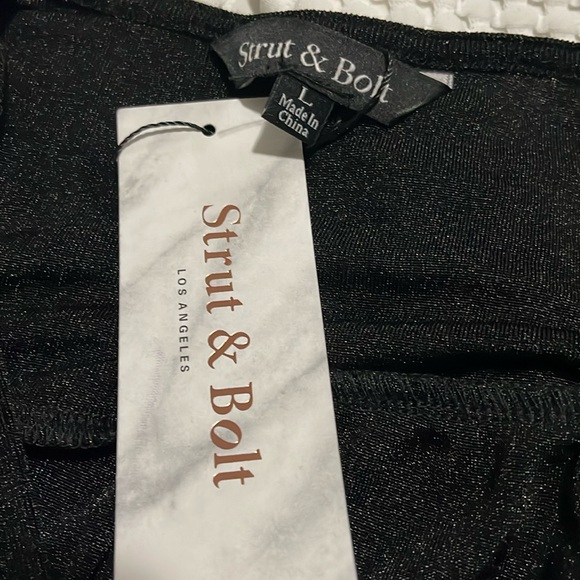 Strut & Bolt
L
Made In
China
Strut & Bolt
LOS ANGELES